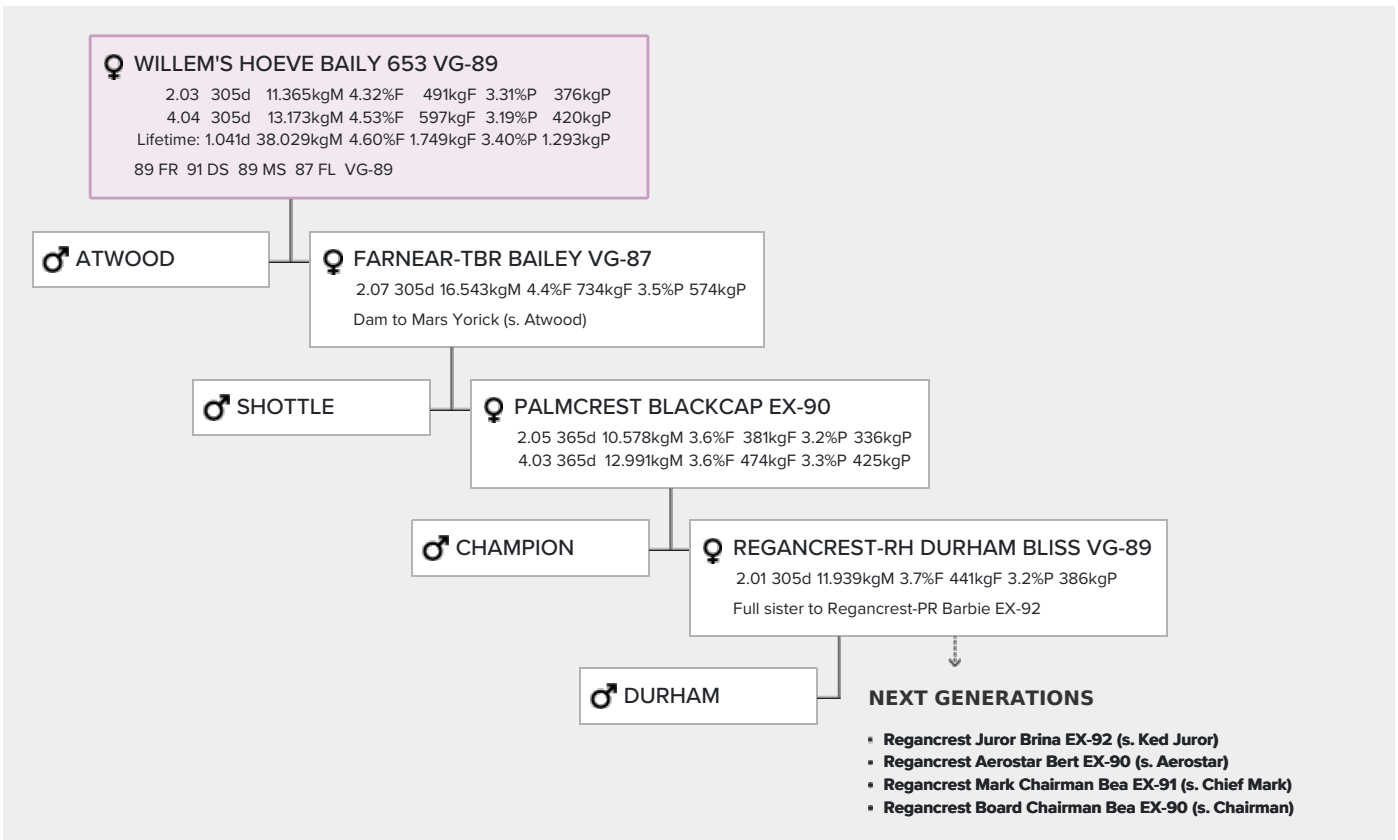 WILLEM'S HOEVE BAILY 653 VG-89
2.03 305d 11.365kgM 4.32%F 491kgF 3.31%P 376kgP
4.04 305d 13.173kgM 4.53%F 597kgF 3.19%P 420kgP
Lifetime: 1.041d 38.029kgM 4.60%F 1.749kgF 3.40%P 1.293kgP
89 FR 91 DS 89 MS 87 FL VG-89
ATWOOD
FARNEAR-TBR BAILEY VG-87
2.07 305d 16.543kgM 4.4%F 734kgF 3.5%P 574kgP
Dam to Mars Yorick (s. Atwood)
SHOTTLE
PALMCREST BLACKCAP EX-90
2.05 365d 10.578kgM 3.6%F 381kgF 3.2%P 336kgP
4.03 365d 12.991kgM 3.6%F 474kgF 3.3%P 425kgP
CHAMPION
REGANCREST-RH DURHAM BLISS VG-89
2.01 305d 11.939kgM 3.7%F 441kgF 3.2%P 386kgP
Full sister to Regancrest-PR Barbie EX-92
DURHAM
NEXT GENERATIONS
Regancrest Juror Brina EX-92 (s. Ked Juror)
Regancrest Aerostar Bert EX-90 (s. Aerostar)
Regancrest Mark Chairman Bea EX-91 (s. Chief Mark)
Regancrest Board Chairman Bea EX-90 (s. Chairman)